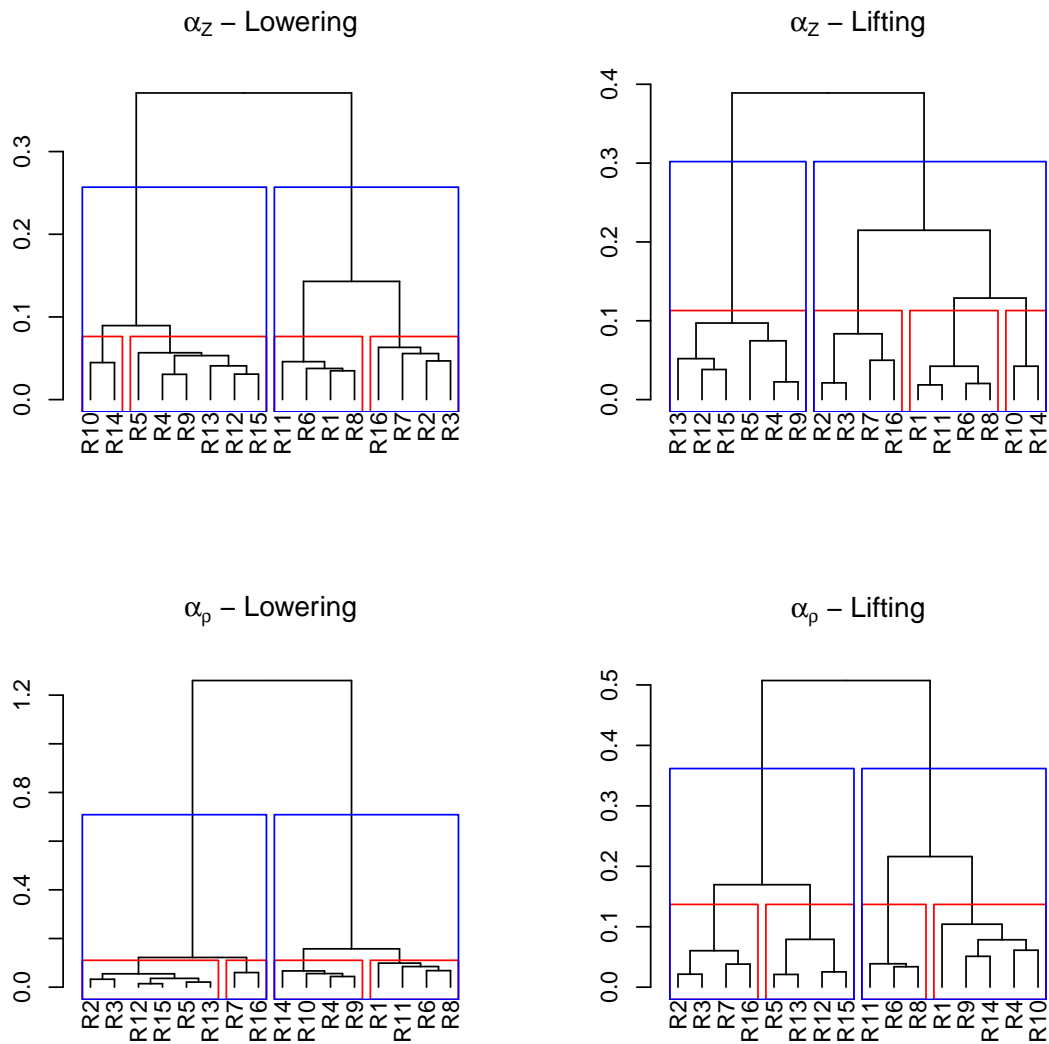 α_Z − Lowering
0.0 0.1 0.2 0.3
R10 R14 R5 R4 R9 R13 R12 R15 R11 R6 R1 R8 R16 R7 R2 R3
α_Z − Lifting
0.0 0.1 0.2 0.3 0.4
R13 R12 R15 R5 R4 R9 R2 R3 R7 R16 R1 R11 R6 R8 R10 R14
α_ρ − Lowering
0.0 0.4 0.8 1.2
R2 R3 R12 R15 R5 R13 R7 R16 R14 R10 R4 R9 R1 R11 R6 R8
α_ρ − Lifting
0.0 0.1 0.2 0.3 0.4 0.5
R2 R3 R7 R16 R5 R13 R12 R15 R11 R6 R8 R1 R9 R14 R4 R10